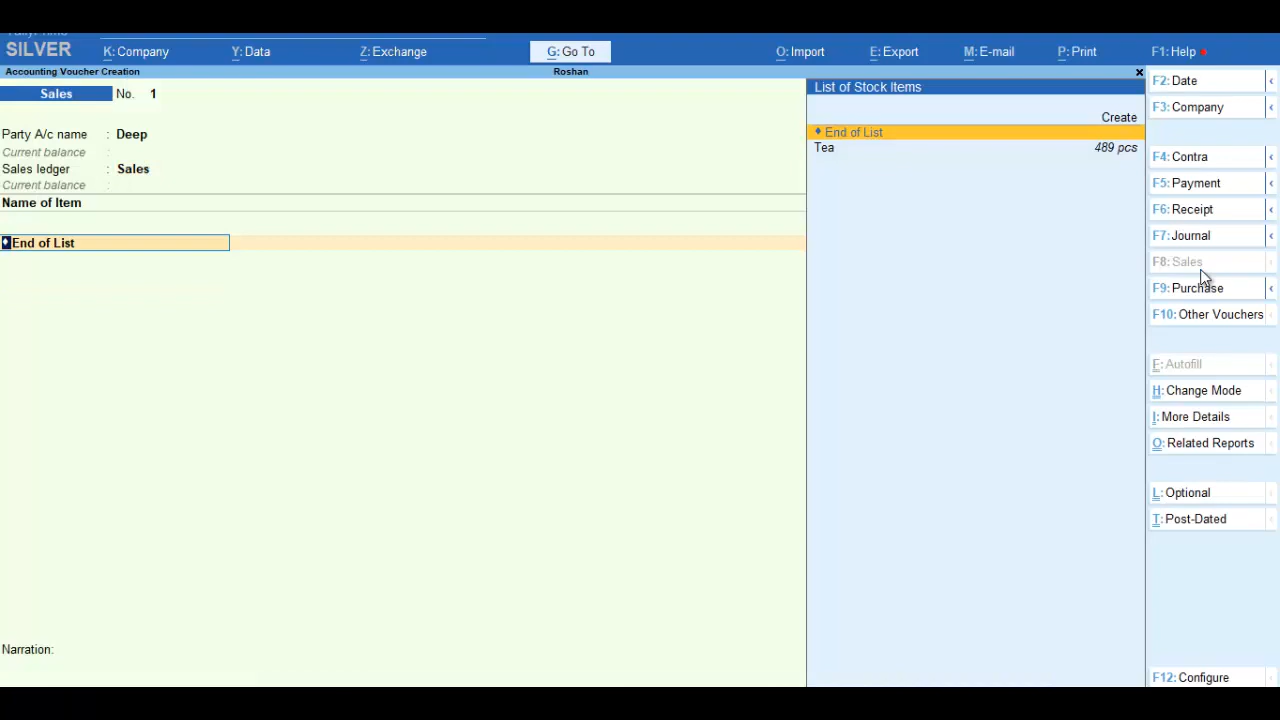 SILVER
K: Company
Y: Data
Z: Exchange
G: Go To
O: Import
E: Export
M: E-mail
P: Print
F1: Help
Accounting Voucher Creation
Roshan
Sales No. 1
Party A/c name : Deep
Current balance :
Sales ledger : Sales
Current balance :
Name of Item
♦ End of List
Narration:
List of Stock Items
Create
♦ End of List
Tea 489 pcs
F2: Date
F3: Company
F4: Contra
F5: Payment
F6: Receipt
F7: Journal
F8: Sales
F9: Purchase
F10: Other Vouchers
F: Autofill
H: Change Mode
I: More Details
O: Related Reports
L: Optional
T: Post-Dated
F12: Configure